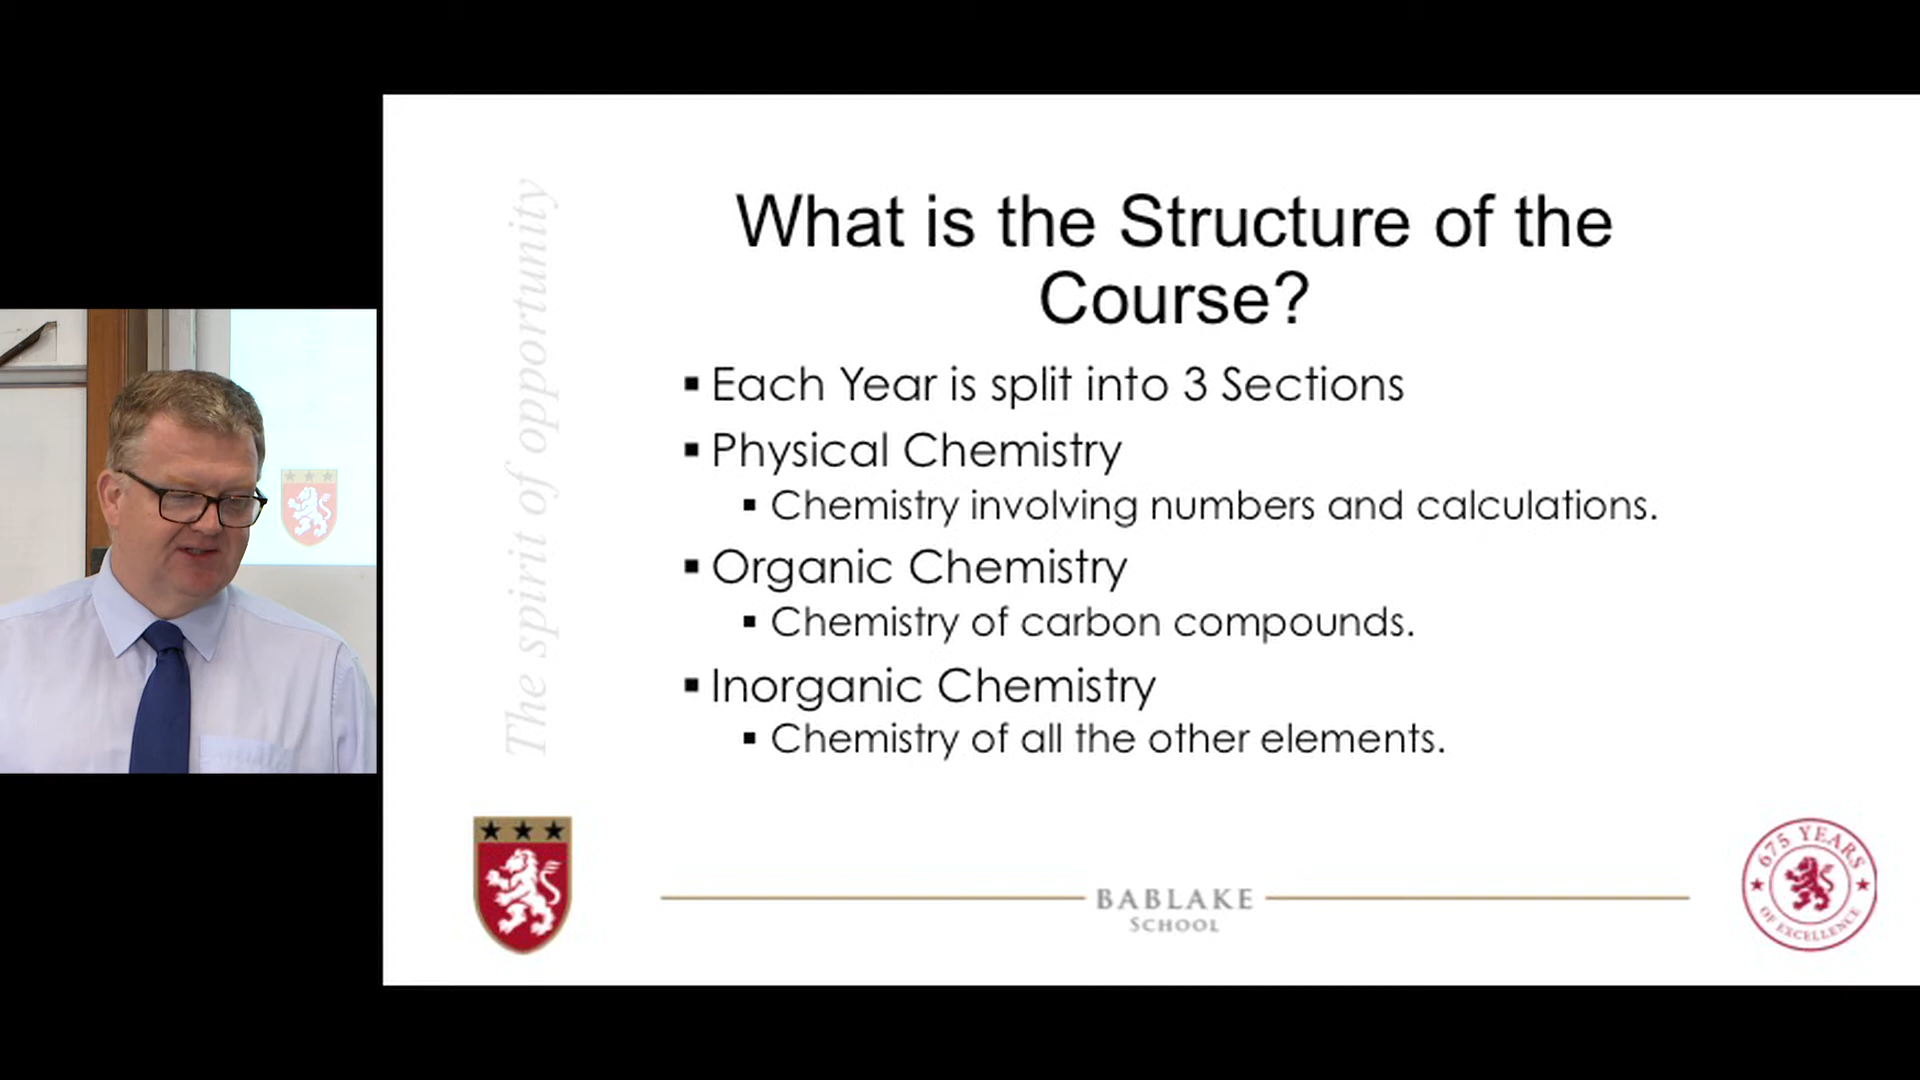 What is the Structure of the
Course?
Each Year is split into 3 Sections
Physical Chemistry
Chemistry involving numbers and calculations.
Organic Chemistry
Chemistry of carbon compounds.
Inorganic Chemistry
Chemistry of all the other elements.
The spirit of opportunity
BABLAKE
SCHOOL
675 YEARS
OF EXCELLENCE